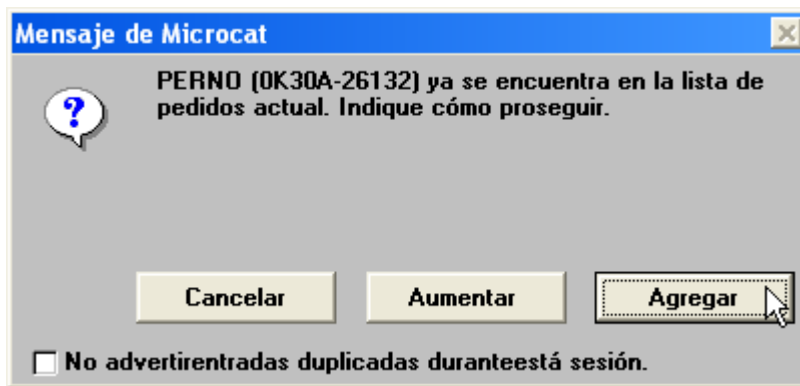 Mensaje de Microcat
PERNO (0K30A-26132) ya se encuentra en la lista de
pedidos actual. Indique cómo proseguir.
Cancelar Aumentar Agregar
No advertirentradas duplicadas duranteestá sesión.